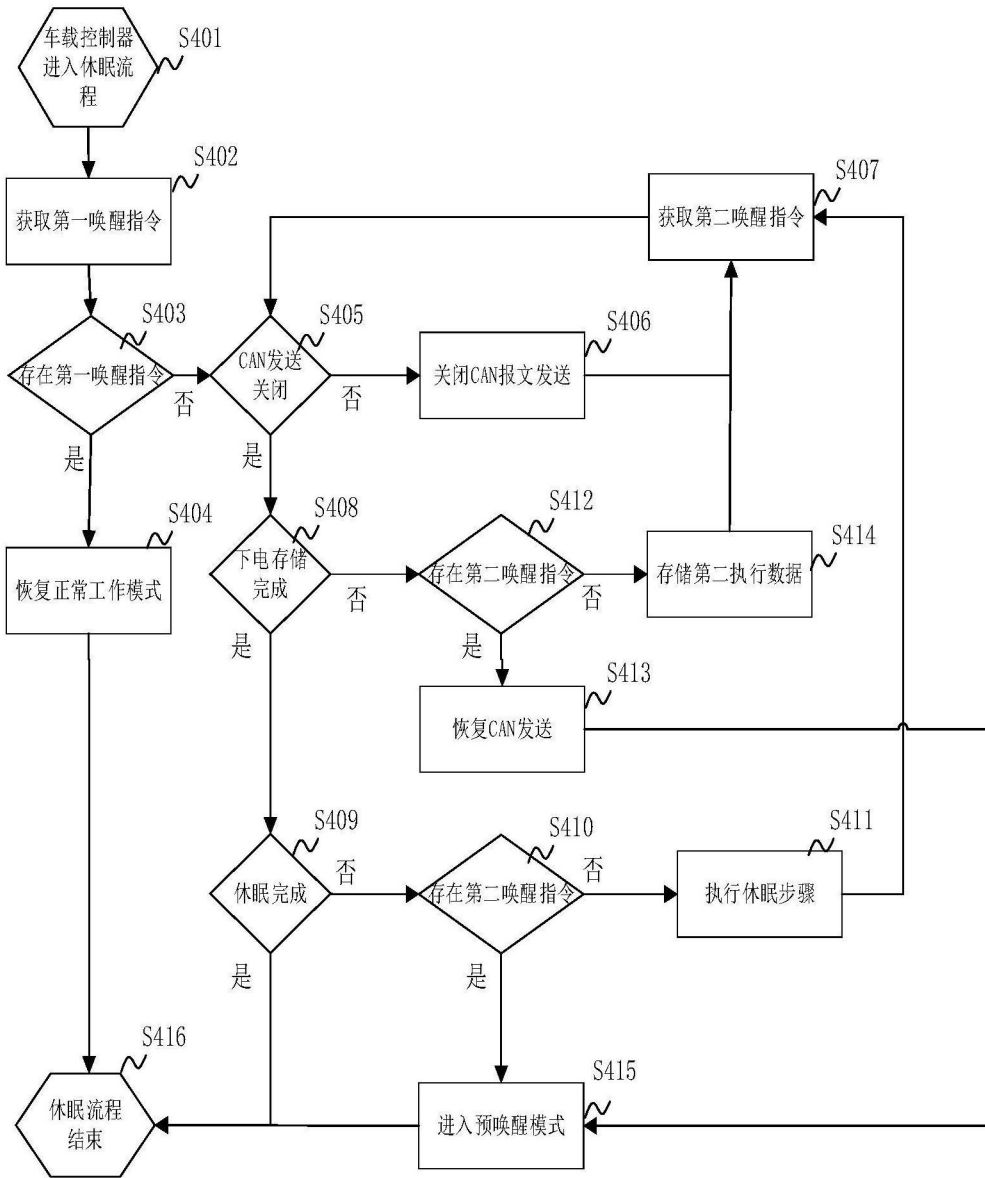 车载控制器
进入休眠流
程
S401
S402
获取第一唤醒指令
S407
获取第二唤醒指令
S403
存在第一唤醒指令
否
是
S405
CAN发送
关闭
否
是
S406
关闭CAN报文发送
S404
恢复正常工作模式
S408
下电存储
完成
否
是
S412
存在第二唤醒指令
否
是
S414
存储第二执行数据
S413
恢复CAN发送
S409
休眠完成
否
是
S410
存在第二唤醒指令
否
是
S411
执行休眠步骤
S416
休眠流程
结束
S415
进入预唤醒模式